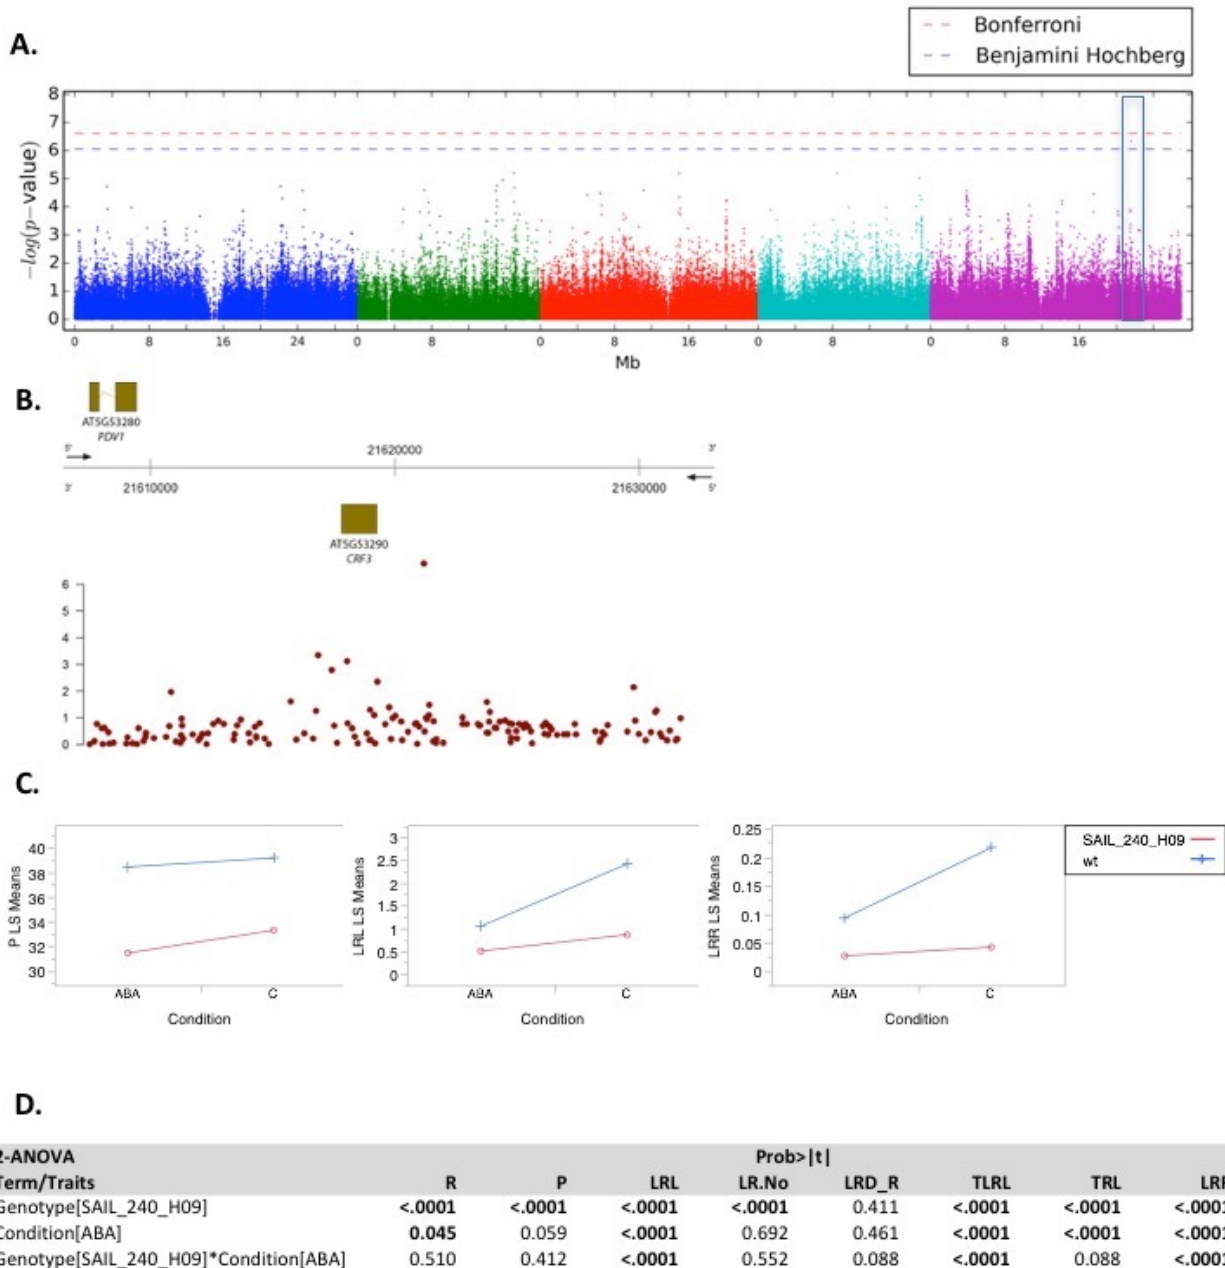 A.
Bonferroni
Benjamini Hochberg
8
7
6
5
4
3
2
1
0
−log(p−value)
0 8 16 24 0 8 0 8 16 24 0 8 0 8 16
Mb
B.
AT5G53280
PDV1
5' 21620000 3'
3' 21610000 21630000 5'
AT5G53290
CRF3
6
5
4
3
2
1
0
C.
P LS Means
40
38
36
34
32
30
ABA C
Condition
LRL LS Means
3
2.5
2
1.5
1
0.5
0
ABA C
Condition
LRR LS Means
0.25
0.2
0.15
0.1
0.05
0
ABA C
Condition
SAIL_240_H09
wt
D.
2-ANOVA Prob>|t|
Term/Traits R P LRL LR.No LRD_R TLRL TRL LRR
Genotype[SAIL_240_H09] <.0001 <.0001 <.0001 <.0001 0.411 <.0001 <.0001 <.0001
Condition[ABA] 0.045 0.059 <.0001 0.692 0.461 <.0001 <.0001 <.0001
Genotype[SAIL_240_H09]*Condition[ABA] 0.510 0.412 <.0001 0.552 0.088 <.0001 0.088 <.0001